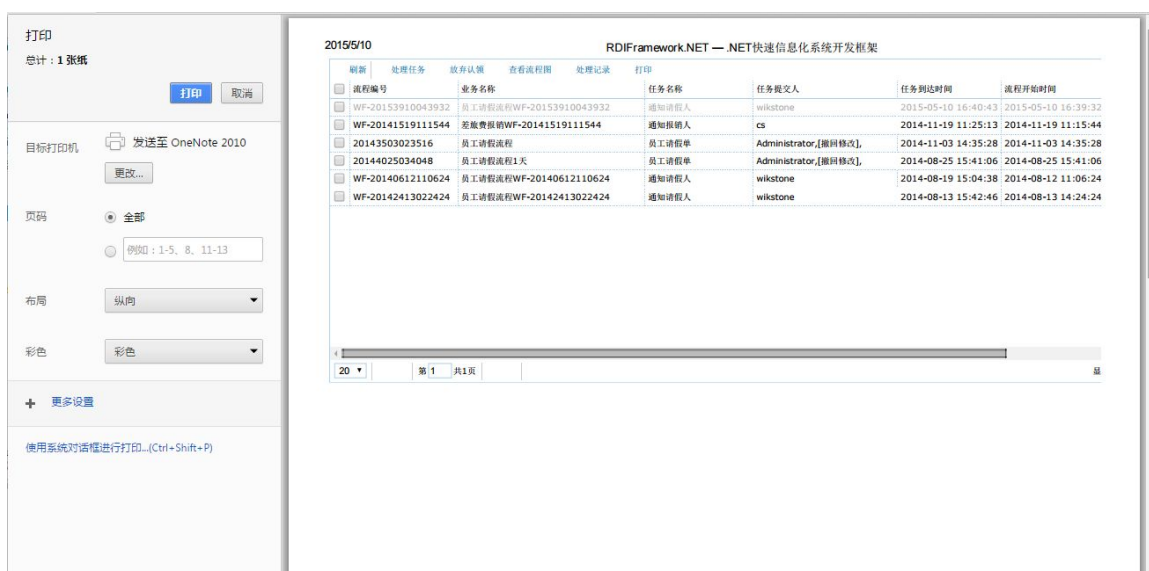 打印
总计：1 张纸
打印 取消
目标打印机 发送至 OneNote 2010
更改...
页码 全部
例如：1-5、8、11-13
布局 纵向
彩色 彩色
更多设置
使用系统对话框进行打印...(Ctrl+Shift+P)
2015/5/10 RDIFramework.NET — .NET快速信息化系统开发框架
刷新 处理任务 放弃认领 查看流程图 处理记录 打印
流程编号 业务名称 任务名称 任务提交人 任务到达时间 流程开始时间
WF-20153910043932 员工请假流程WF-20153910043932 通知请假人 wikstone 2015-05-10 16:40:43 2015-05-10 16:39:32
WF-20141519111544 差旅费报销WF-20141519111544 通知报销人 cs 2014-11-19 11:25:13 2014-11-19 11:15:44
20143503023516 员工请假流程 员工请假单 Administrator,[撤回修改], 2014-11-03 14:35:28 2014-11-03 14:35:28
20144025034048 员工请假流程1天 员工请假单 Administrator,[撤回修改], 2014-08-25 15:41:06 2014-08-25 15:41:06
WF-20140612110624 员工请假流程WF-20140612110624 通知请假人 wikstone 2014-08-19 15:04:38 2014-08-12 11:06:24
WF-20142413022424 员工请假流程WF-20142413022424 通知请假人 wikstone 2014-08-13 15:42:46 2014-08-13 14:24:24
20 第 1 共1页